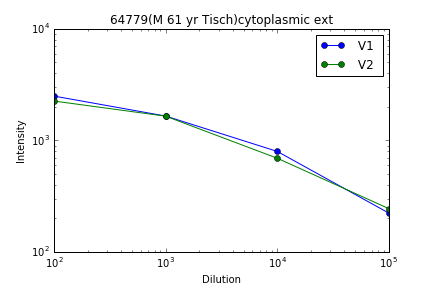 64779(M 61 yr Tisch)cytoplasmic ext
10^4
V1
V2
10^3
Intensity
10^2
10^2 10^3 10^4 10^5
Dilution